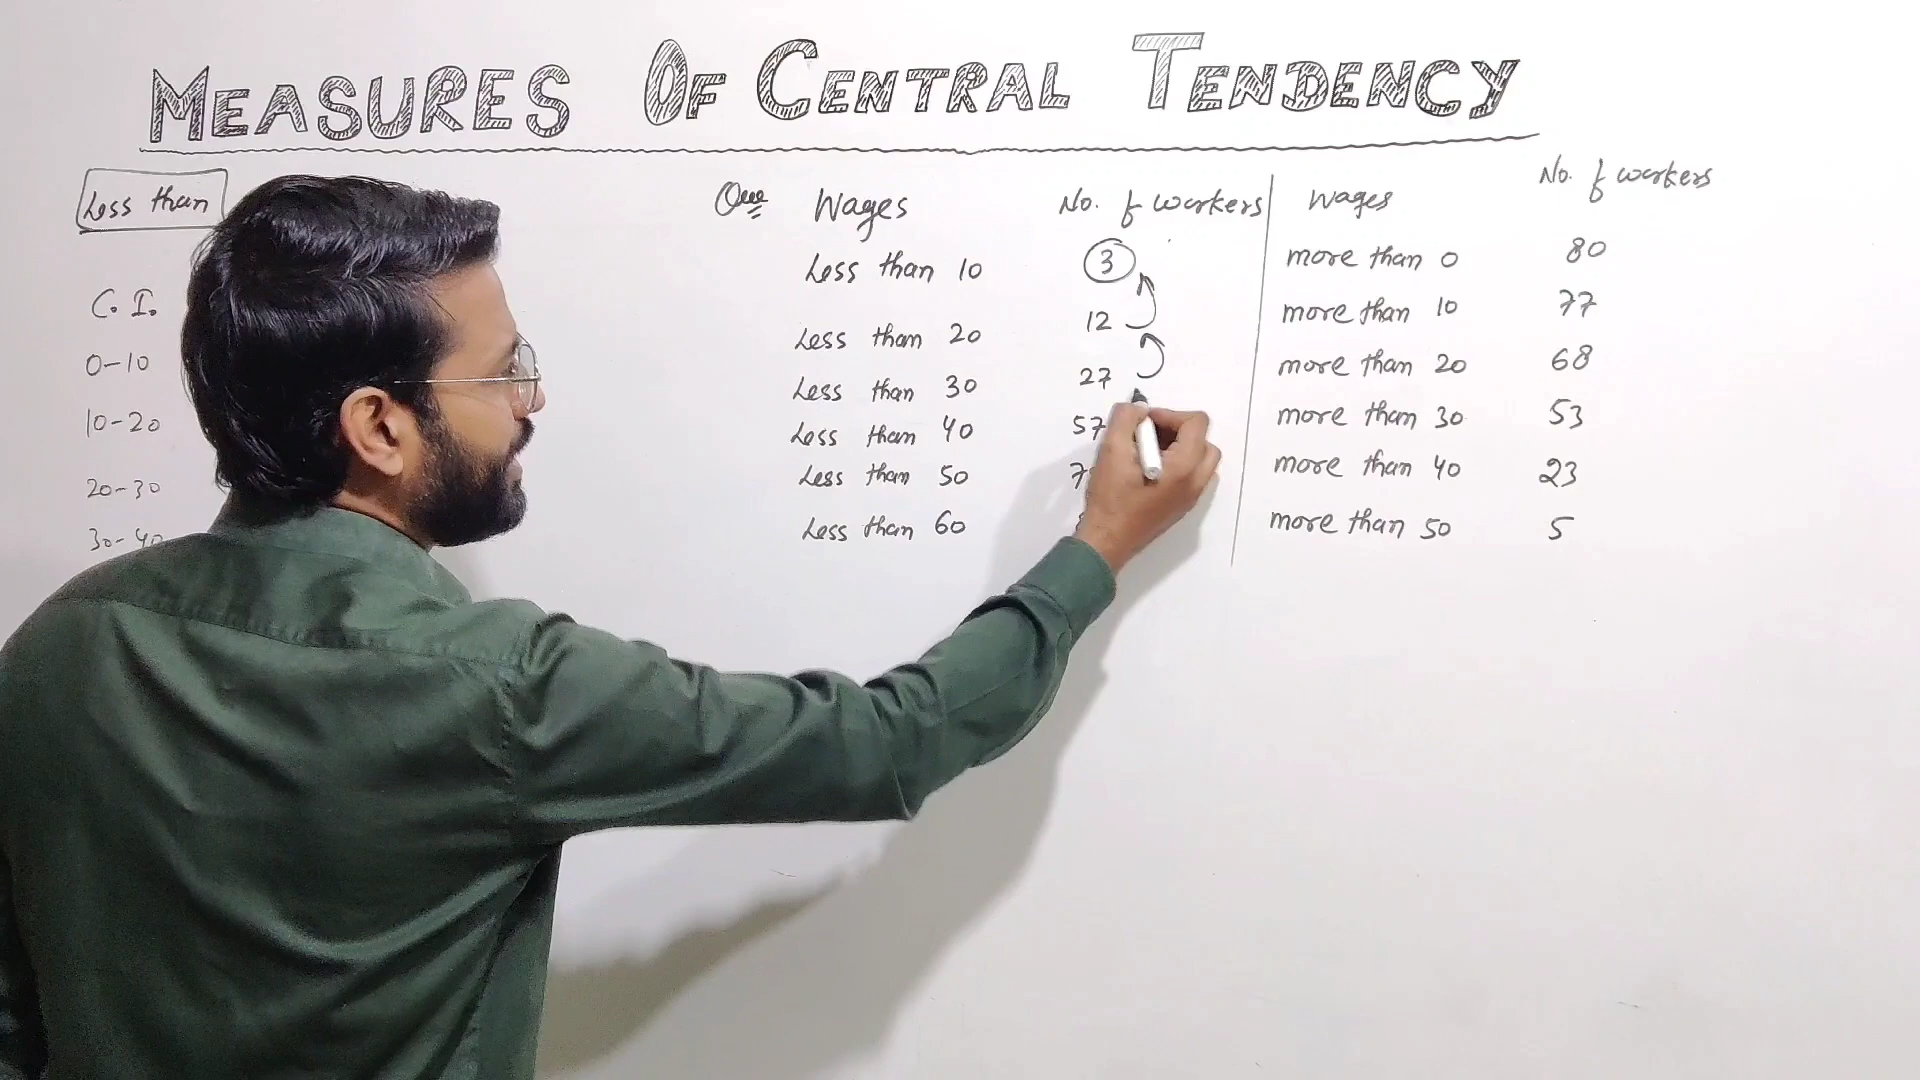 MEASURES OF CENTRAL TENDENCY
Less than
C. I.
0-10
10-20
20-30
30-40
Que Wages No. of workers
Less than 10 3
Less than 20 12
Less than 30 27
Less than 40 57
Less than 50
Less than 60
Wages No. of workers
more than 0 80
more than 10 77
more than 20 68
more than 30 53
more than 40 23
more than 50 5